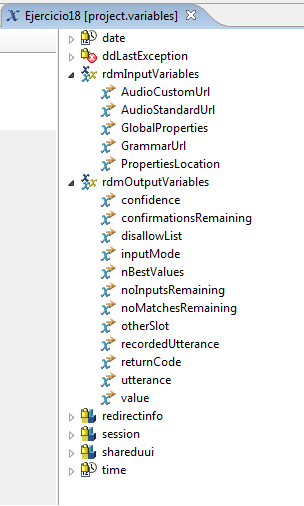 Ejercicio18 [project.variables]
date
ddLastException
rdmInputVariables
AudioCustomUrl
AudioStandardUrl
GlobalProperties
GrammarUrl
PropertiesLocation
rdmOutputVariables
confidence
confirmationsRemaining
disallowList
inputMode
nBestValues
noInputsRemaining
noMatchesRemaining
otherSlot
recordedUtterance
returnCode
utterance
value
redirectinfo
session
shareduui
time